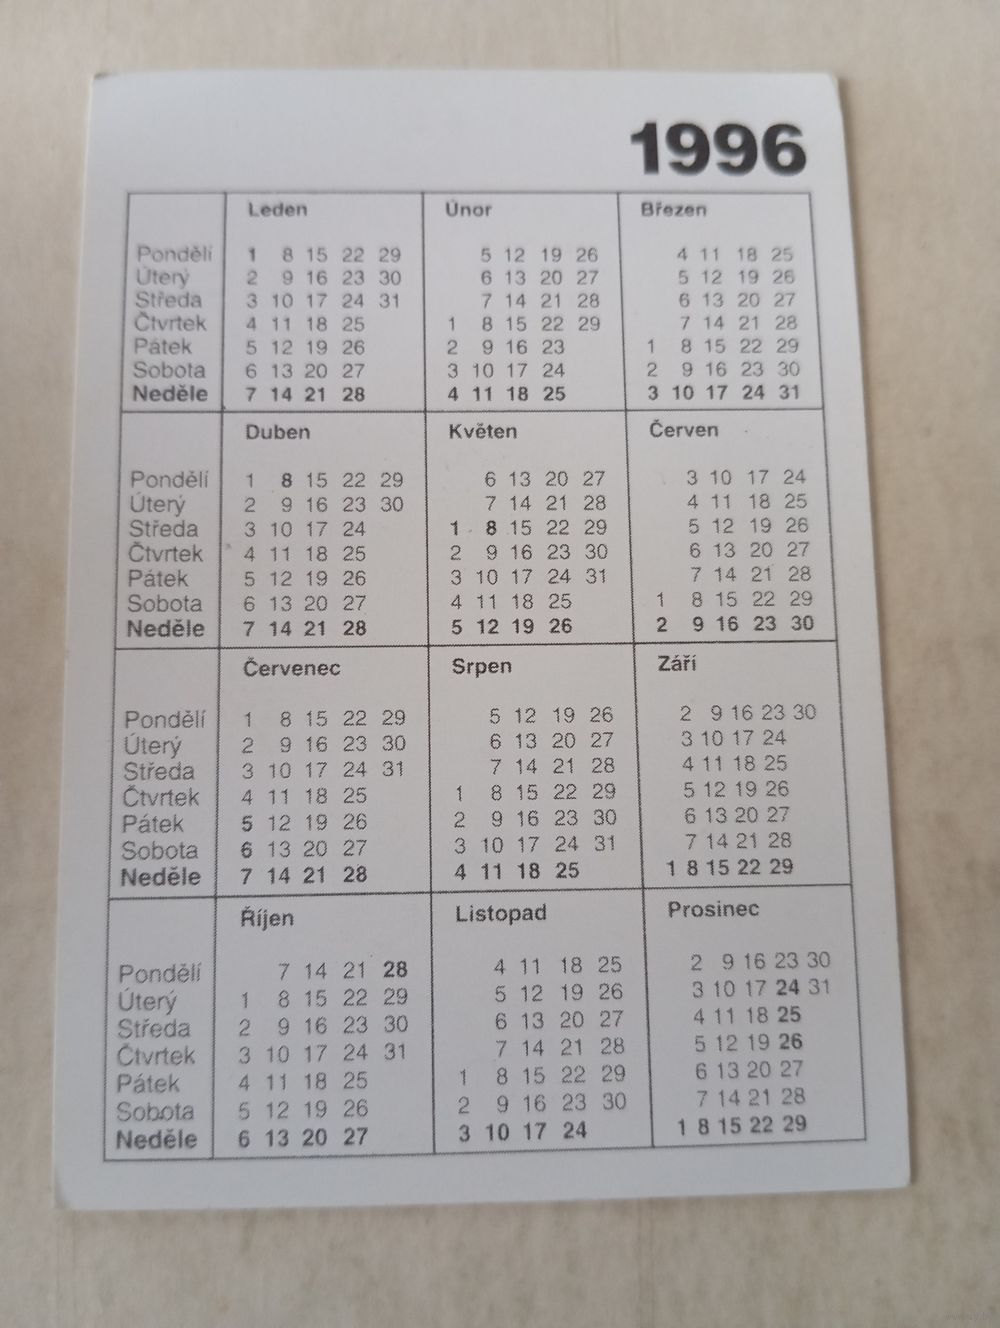 1996
Leden Únor Březen
Pondělí 1 8 15 22 29 5 12 19 26 4 11 18 25
Úterý 2 9 16 23 30 6 13 20 27 5 12 19 26
Středa 3 10 17 24 31 7 14 21 28 6 13 20 27
Čtvrtek 4 11 18 25 1 8 15 22 29 7 14 21 28
Pátek 5 12 19 26 2 9 16 23 1 8 15 22 29
Sobota 6 13 20 27 3 10 17 24 2 9 16 23 30
Neděle 7 14 21 28 4 11 18 25 3 10 17 24 31
Duben Květen Červen
Pondělí 1 8 15 22 29 6 13 20 27 3 10 17 24
Úterý 2 9 16 23 30 7 14 21 28 4 11 18 25
Středa 3 10 17 24 1 8 15 22 29 5 12 19 26
Čtvrtek 4 11 18 25 2 9 16 23 30 6 13 20 27
Pátek 5 12 19 26 3 10 17 24 31 7 14 21 28
Sobota 6 13 20 27 4 11 18 25 1 8 15 22 29
Neděle 7 14 21 28 5 12 19 26 2 9 16 23 30
Červenec Srpen Září
Pondělí 1 8 15 22 29 5 12 19 26 2 9 16 23 30
Úterý 2 9 16 23 30 6 13 20 27 3 10 17 24
Středa 3 10 17 24 31 7 14 21 28 4 11 18 25
Čtvrtek 4 11 18 25 1 8 15 22 29 5 12 19 26
Pátek 5 12 19 26 2 9 16 23 30 6 13 20 27
Sobota 6 13 20 27 3 10 17 24 31 7 14 21 28
Neděle 7 14 21 28 4 11 18 25 1 8 15 22 29
Říjen Listopad Prosinec
Pondělí 7 14 21 28 4 11 18 25 2 9 16 23 30
Úterý 1 8 15 22 29 5 12 19 26 3 10 17 24 31
Středa 2 9 16 23 30 6 13 20 27 4 11 18 25
Čtvrtek 3 10 17 24 31 7 14 21 28 5 12 19 26
Pátek 4 11 18 25 1 8 15 22 29 6 13 20 27
Sobota 5 12 19 26 2 9 16 23 30 7 14 21 28
Neděle 6 13 20 27 3 10 17 24 1 8 15 22 29